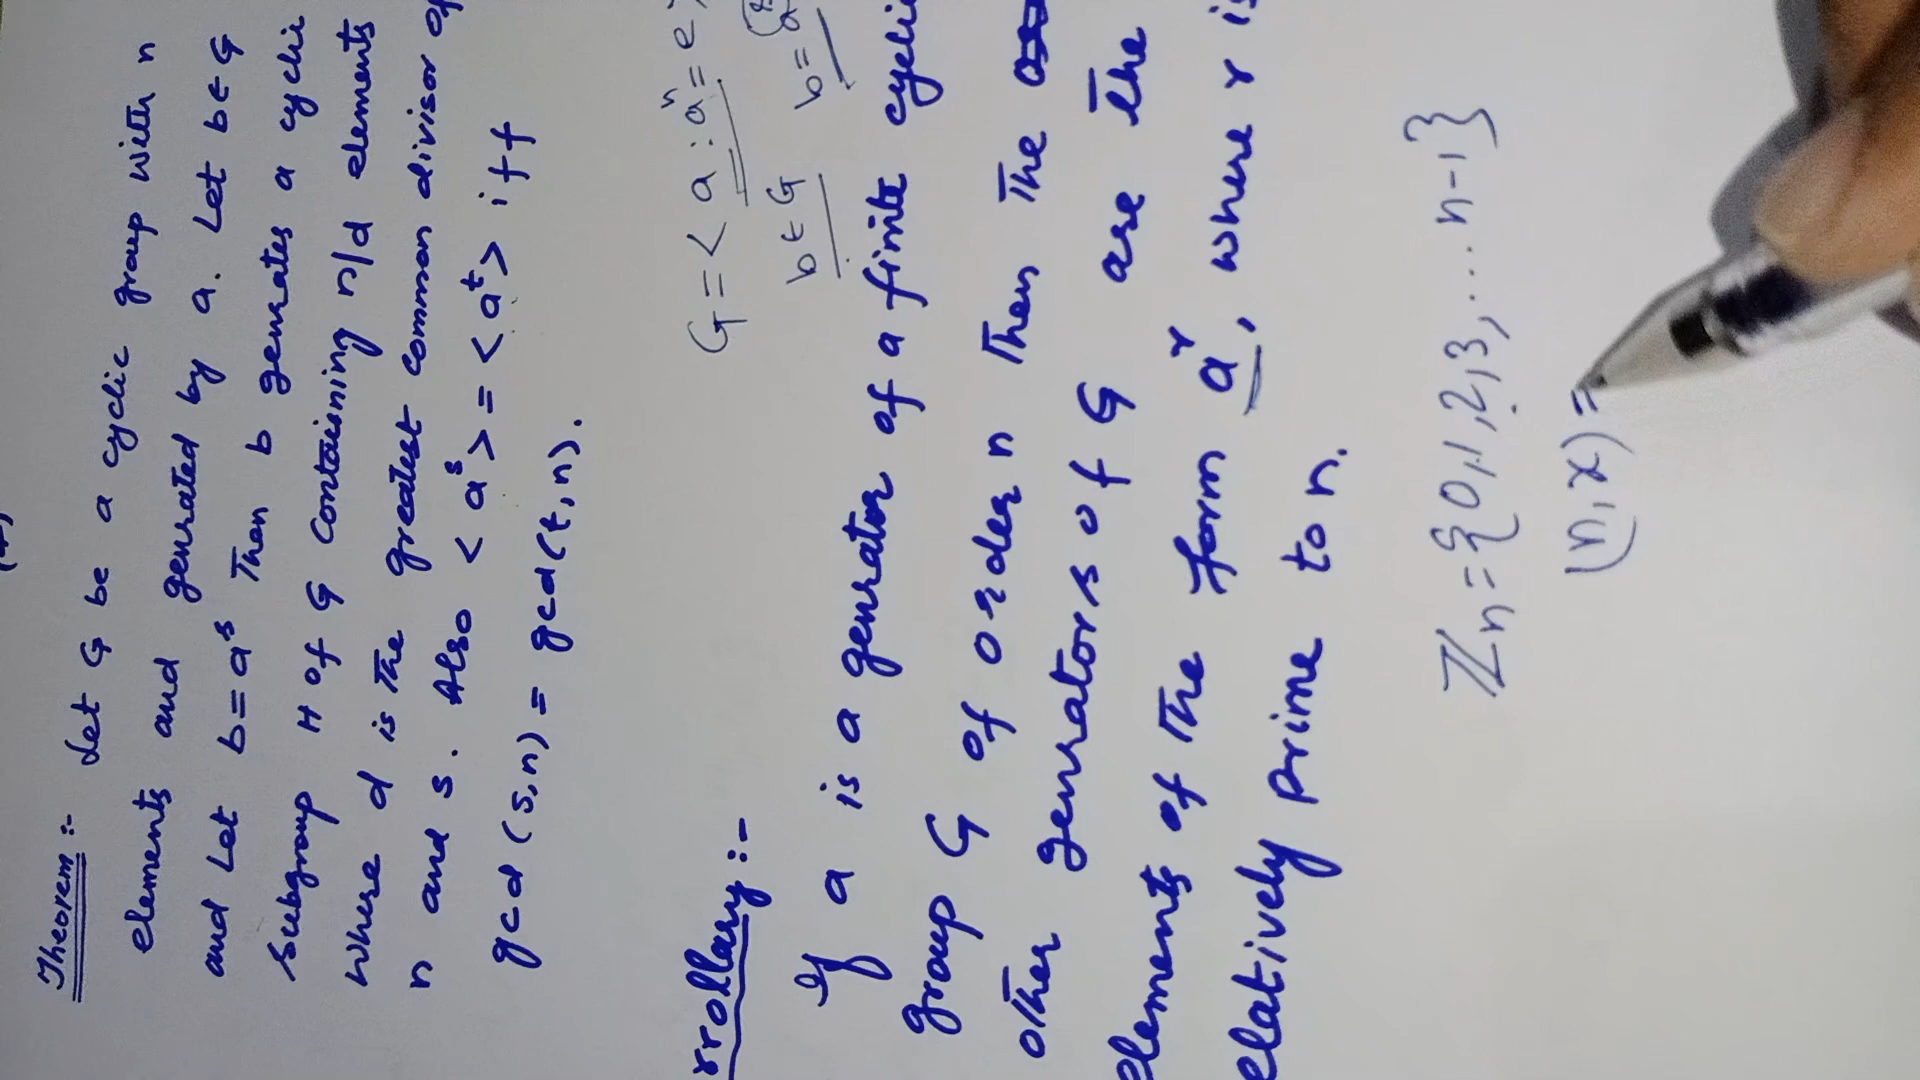 Theorem :- Let G be a cyclic group with n
elements and generated by a. Let b ∈ G
and Let b = a^s Then b generates a cyclic
subgroup H of G containing n/d elements
where d is the greatest common divisor of
n and s. Also < a^s > = < a^t > iff
gcd (s, n) = gcd (t, n).
G = < a : a^n = e
b ∈ G b =
rrollary :-
If a is a generator of a finite cyclic
group G of order n Then The
other generators of G are the
elements of The form a^r, where r is
elatively prime to n.
ℤn = {0, 1, 2, 3, ... n-1}
(n, x) =